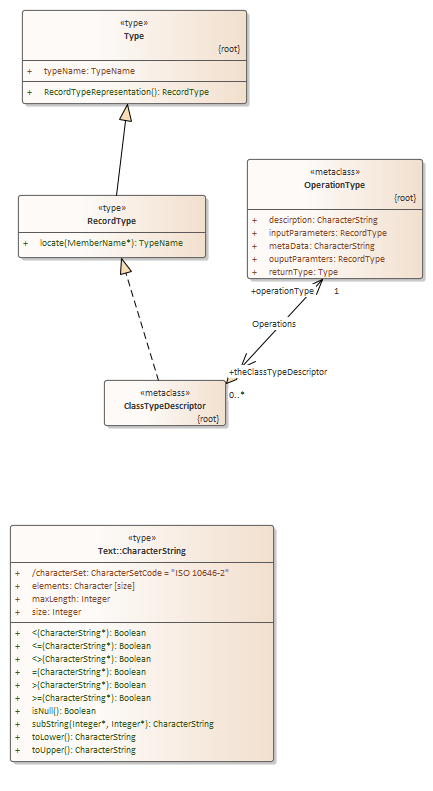 «type»
Type
{root}
+ typeName: TypeName
+ RecordTypeRepresentation(): RecordType
«metaclass»
OperationType
{root}
+ desciption: CharacterString
+ inputParameters: RecordType
+ metaData: CharacterString
+ ouputParamters: RecordType
+ returnType: Type
«type»
RecordType
+ locate(MemberName*): TypeName
+operationType 1
Operations
+theClassTypeDescriptor
0..*
«metaclass»
ClassTypeDescriptor
{root}
«type»
Text::CharacterString
+ /characterSet: CharacterSetCode = "ISO 10646-2"
+ elements: Character [size]
+ maxLength: Integer
+ size: Integer
+ <(CharacterString*): Boolean
+ <=(CharacterString*): Boolean
+ <>(CharacterString*): Boolean
+ =(CharacterString*): Boolean
+ >(CharacterString*): Boolean
+ >=(CharacterString*): Boolean
+ isNull(): Boolean
+ subString(Integer*, Integer*): CharacterString
+ toLower(): CharacterString
+ toUpper(): CharacterString